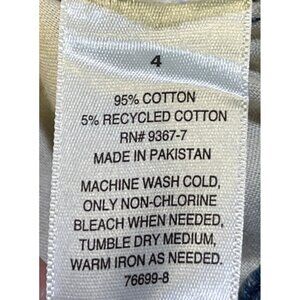 4
95% COTTON
5% RECYCLED COTTON
RN# 9367-7
MADE IN PAKISTAN
MACHINE WASH COLD,
ONLY NON-CHLORINE
BLEACH WHEN NEEDED,
TUMBLE DRY MEDIUM,
WARM IRON AS NEEDED.
76699-8